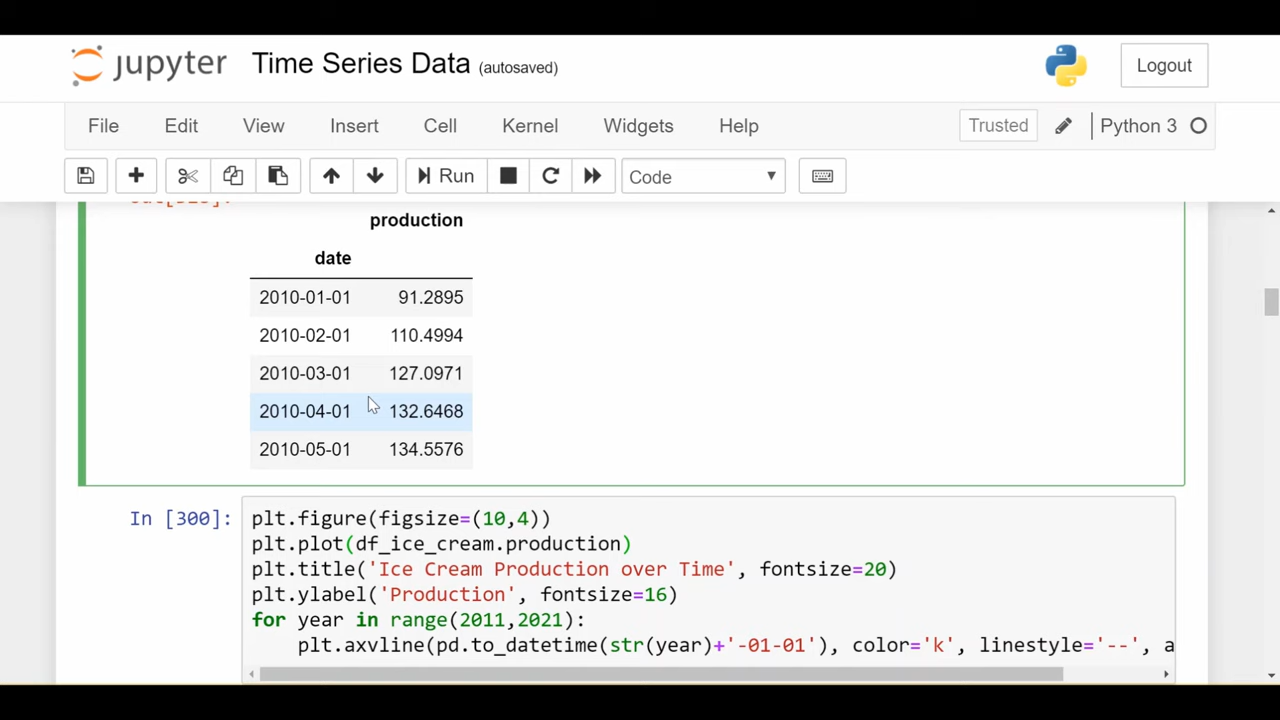 jupyter Time Series Data (autosaved) Logout
File Edit View Insert Cell Kernel Widgets Help Trusted Python 3
Run Code
production
date
2010-01-01 91.2895
2010-02-01 110.4994
2010-03-01 127.0971
2010-04-01 132.6468
2010-05-01 134.5576
In [300]: plt.figure(figsize=(10,4))
plt.plot(df_ice_cream.production)
plt.title('Ice Cream Production over Time', fontsize=20)
plt.ylabel('Production', fontsize=16)
for year in range(2011,2021):
plt.axvline(pd.to_datetime(str(year)+'-01-01'), color='k', linestyle='--', a